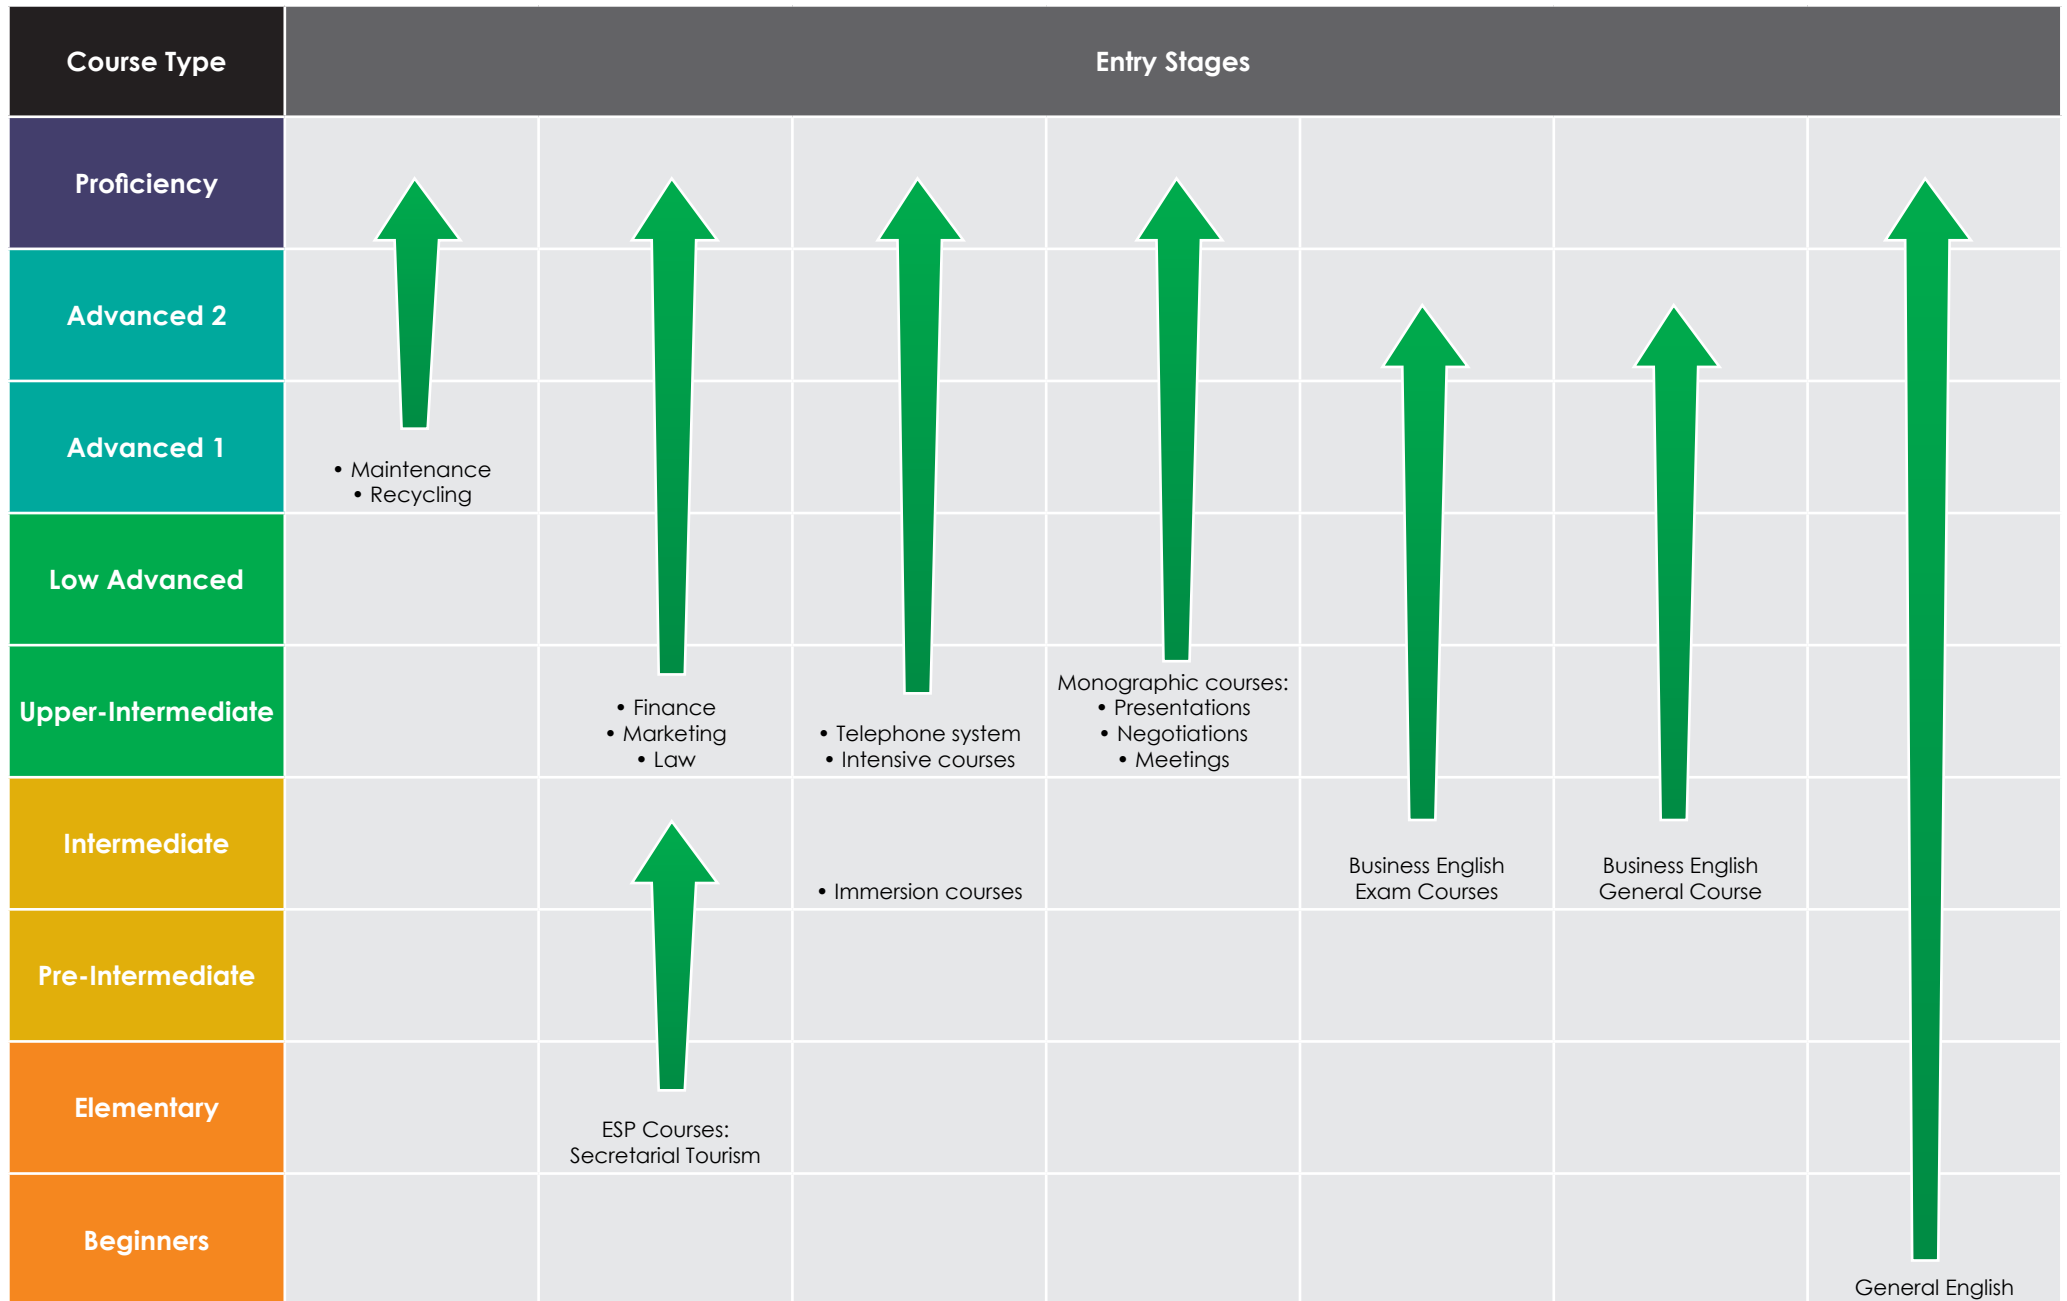 Course Type
Entry Stages
Proficiency
Advanced 2
Advanced 1
• Maintenance
• Recycling
Low Advanced
Upper-Intermediate
• Finance
• Marketing
• Law
• Telephone system
• Intensive courses
Monographic courses:
• Presentations
• Negotiations
• Meetings
Intermediate
• Immersion courses
Business English
Exam Courses
Business English
General Course
Pre-Intermediate
Elementary
ESP Courses:
Secretarial Tourism
Beginners
General English